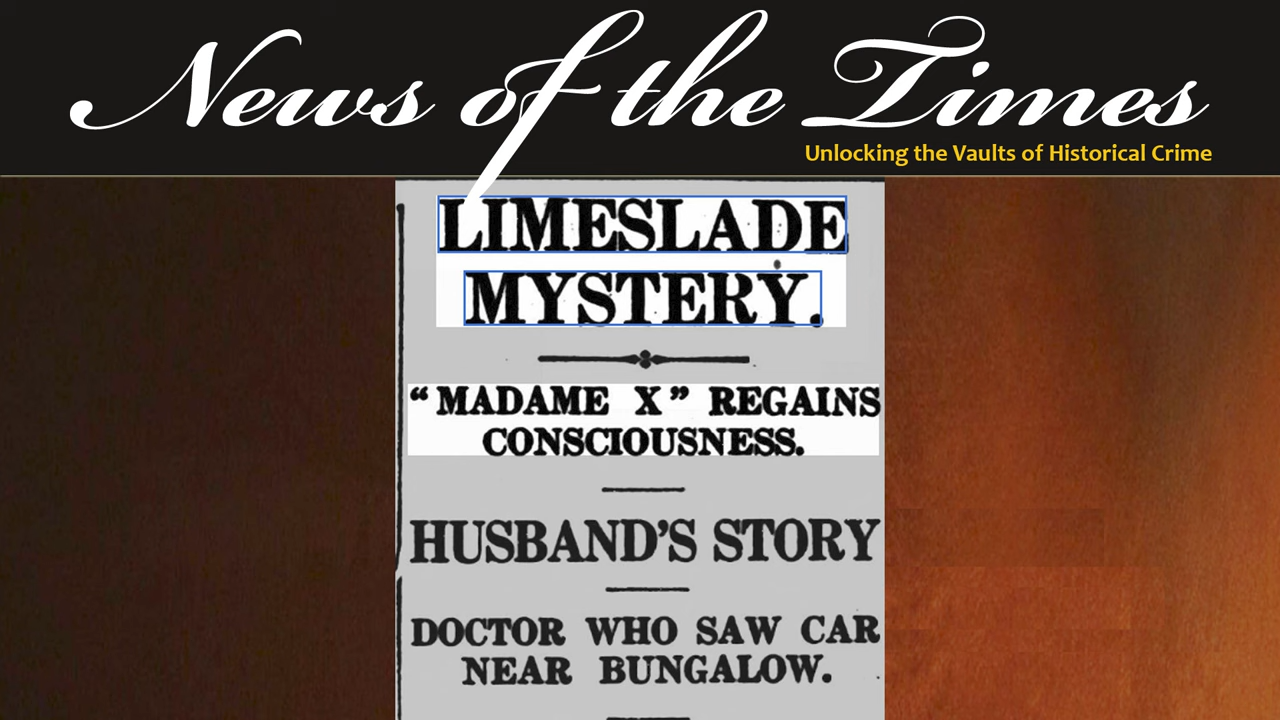 News of the Times
Unlocking the Vaults of Historical Crime
LIMESLADE
MYSTERY.
“MADAME X” REGAINS
CONSCIOUSNESS.
HUSBAND'S STORY
DOCTOR WHO SAW CAR
NEAR BUNGALOW.